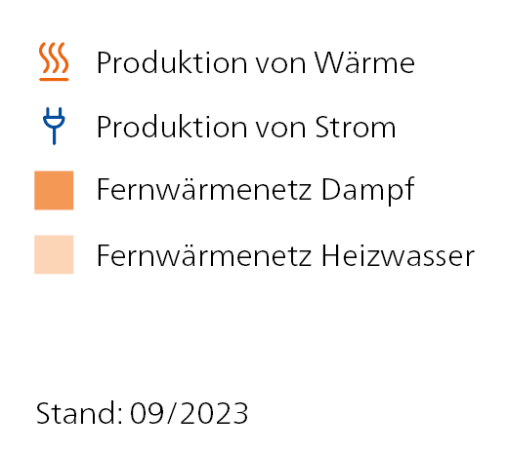 Produktion von Wärme
Produktion von Strom
Fernwärmenetz Dampf
Fernwärmenetz Heizwasser
Stand: 09/2023